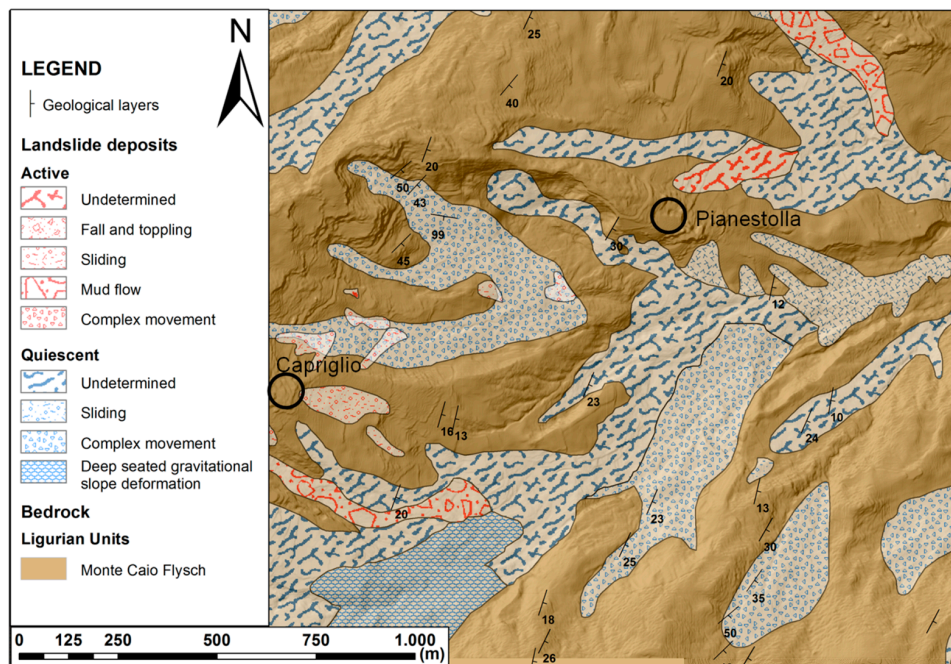 N
LEGEND
Geological layers
Landslide deposits
Active
Undetermined
Fall and toppling
Sliding
Mud flow
Complex movement
Quiescent
Undetermined
Sliding
Complex movement
Deep seated gravitational
slope deformation
Bedrock
Ligurian Units
Monte Caio Flysch
0 125 250 500 750 1.000
(m)
25
20
40
20
50
43
99
45
30
Pianestolla
12
Capriglio
23
16
13
10
24
20
23
13
30
25
35
18
50
26